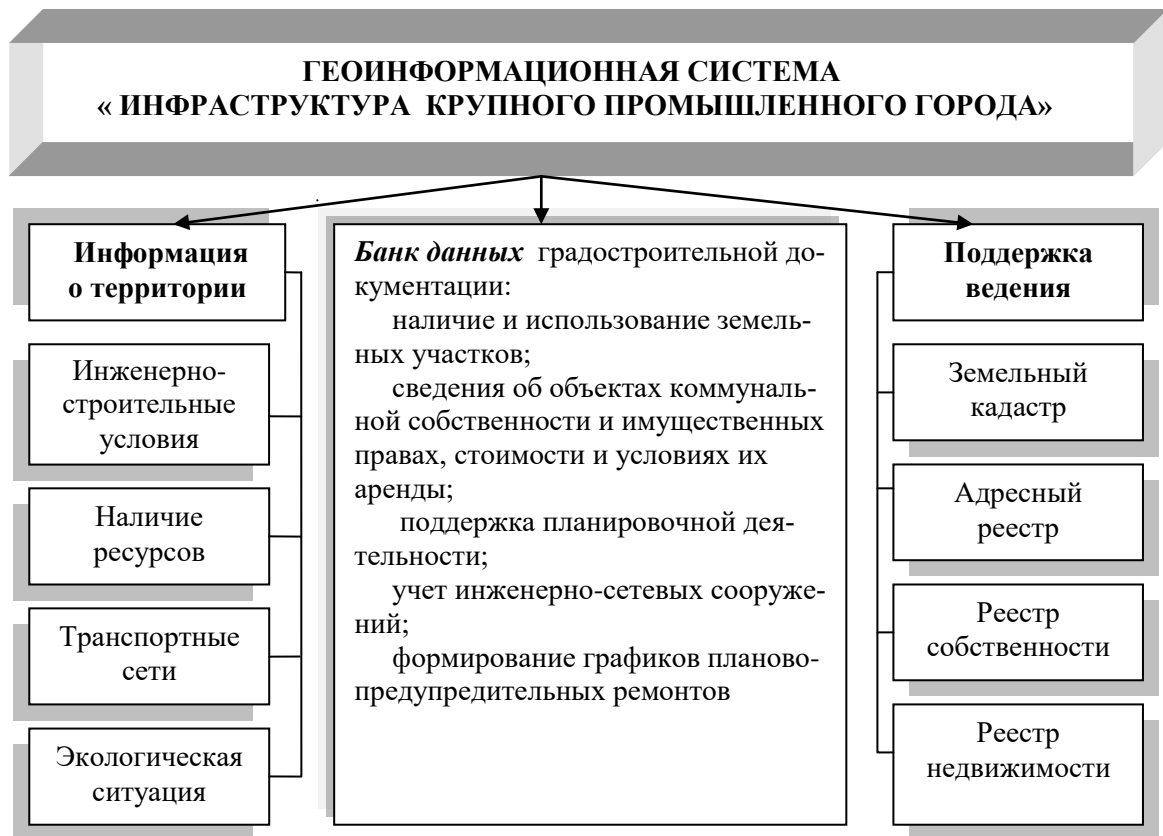 ГЕОИНФОРМАЦИОННАЯ СИСТЕМА
« ИНФРАСТРУКТУРА КРУПНОГО ПРОМЫШЛЕННОГО ГОРОДА»
Информация
о территории
Инженерно-
строительные
условия
Наличие
ресурсов
Транспортные
сети
Экологическая
ситуация
Банк данных градостроительной до-
кументации:
наличие и использование земель-
ных участков;
сведения об объектах коммуналь-
ной собственности и имущественных
правах, стоимости и условиях их
аренды;
поддержка планировочной дея-
тельности;
учет инженерно-сетевых сооруже-
ний;
формирование графиков планово-
предупредительных ремонтов
Поддержка
ведения
Земельный
кадастр
Адресный
реестр
Реестр
собственности
Реестр
недвижимости